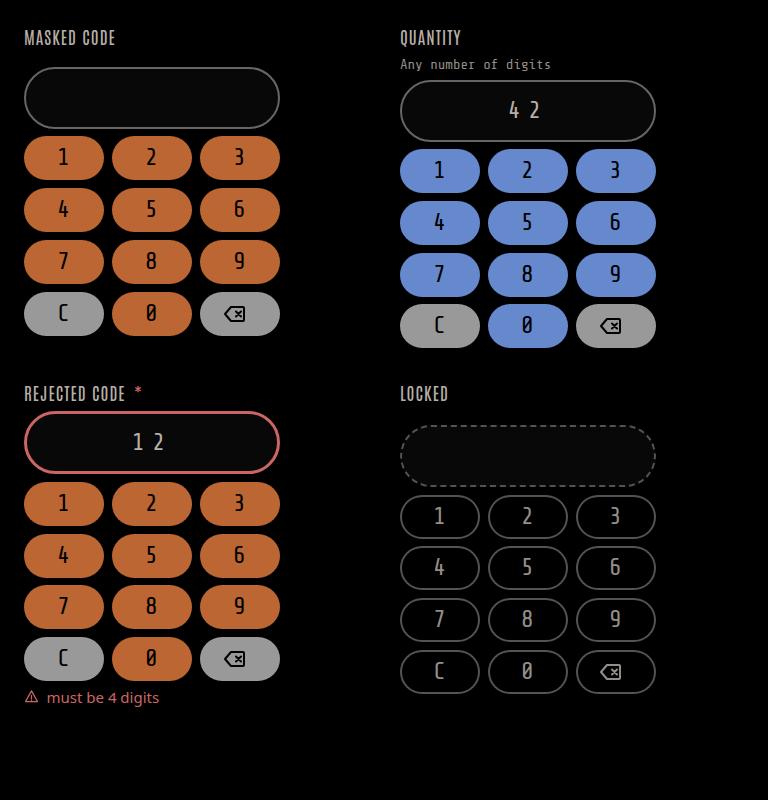 MASKED CODE
1 2 3
4 5 6
7 8 9
C 0
QUANTITY
Any number of digits
4 2
1 2 3
4 5 6
7 8 9
C 0
REJECTED CODE *
1 2
1 2 3
4 5 6
7 8 9
C 0
must be 4 digits
LOCKED
1 2 3
4 5 6
7 8 9
C 0